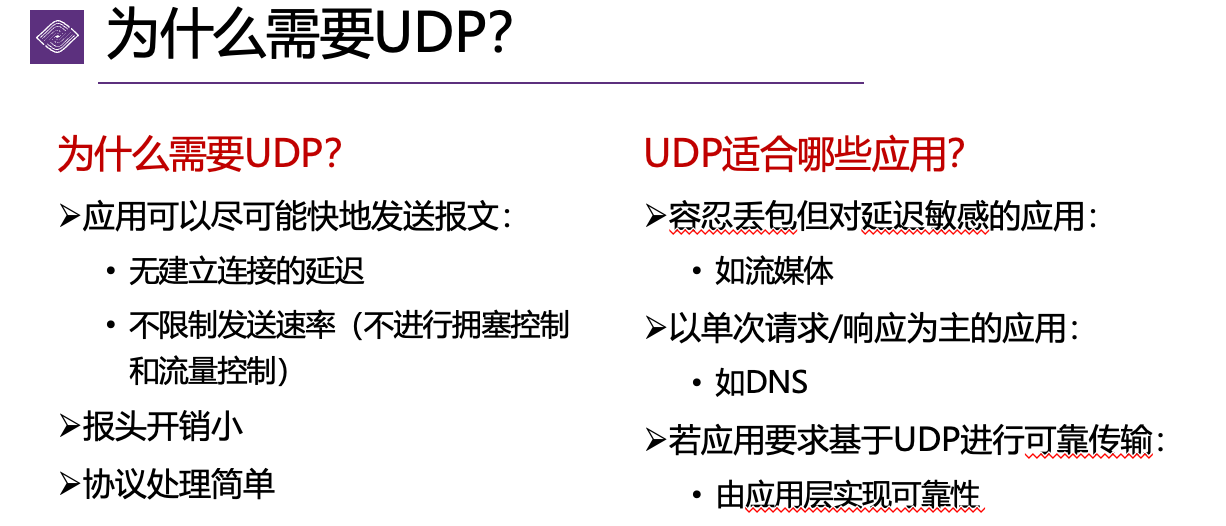 为什么需要UDP？
为什么需要UDP？
➢应用可以尽可能快地发送报文：
• 无建立连接的延迟
• 不限制发送速率（不进行拥塞控制
和流量控制）
➢报头开销小
➢协议处理简单
UDP适合哪些应用？
➢容忍丢包但对延迟敏感的应用：
• 如流媒体
➢以单次请求/响应为主的应用：
• 如DNS
➢若应用要求基于UDP进行可靠传输：
• 由应用层实现可靠性